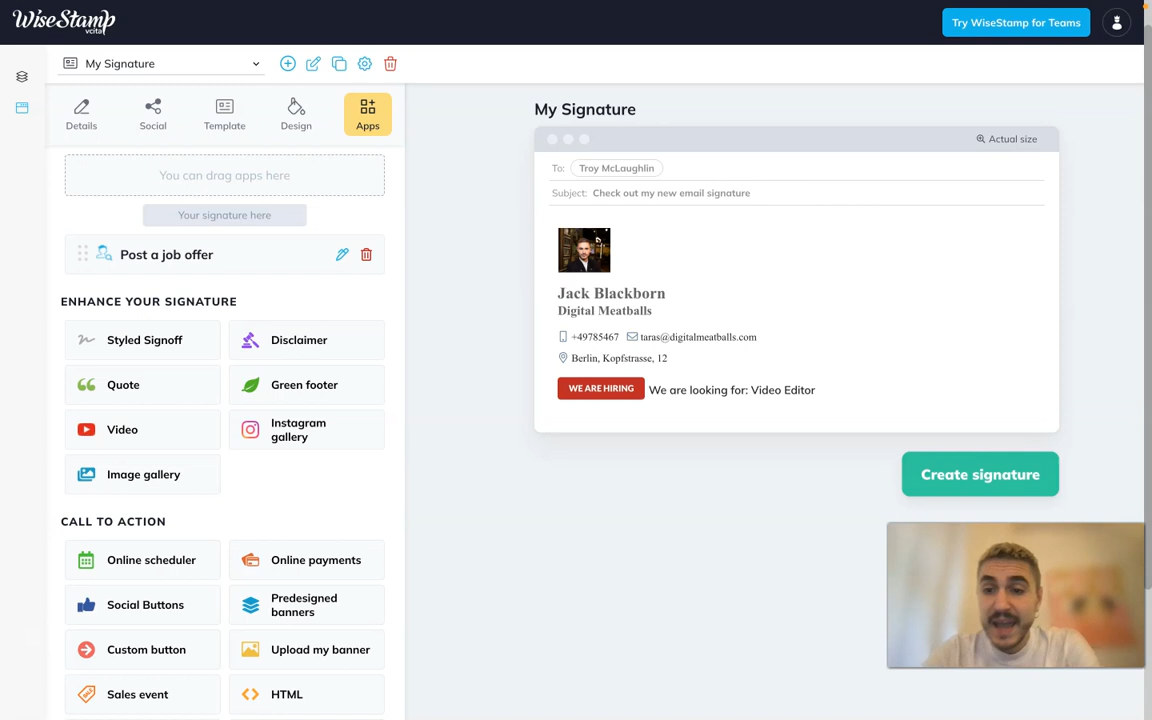 WiseStamp
vcita
Try WiseStamp for Teams
My Signature
Details
Social
Template
Design
Apps
You can drag apps here
Your signature here
Post a job offer
ENHANCE YOUR SIGNATURE
Styled Signoff
Disclaimer
Quote
Green footer
Video
Instagram
gallery
Image gallery
CALL TO ACTION
Online scheduler
Online payments
Social Buttons
Predesigned
banners
Custom button
Upload my banner
Sales event
HTML
My Signature
Actual size
To: Troy McLaughlin
Subject: Check out my new email signature
Jack Blackborn
Digital Meatballs
+49785467 taras@digitalmeatballs.com
Berlin, Kopfstrasse, 12
WE ARE HIRING We are looking for: Video Editor
Create signature